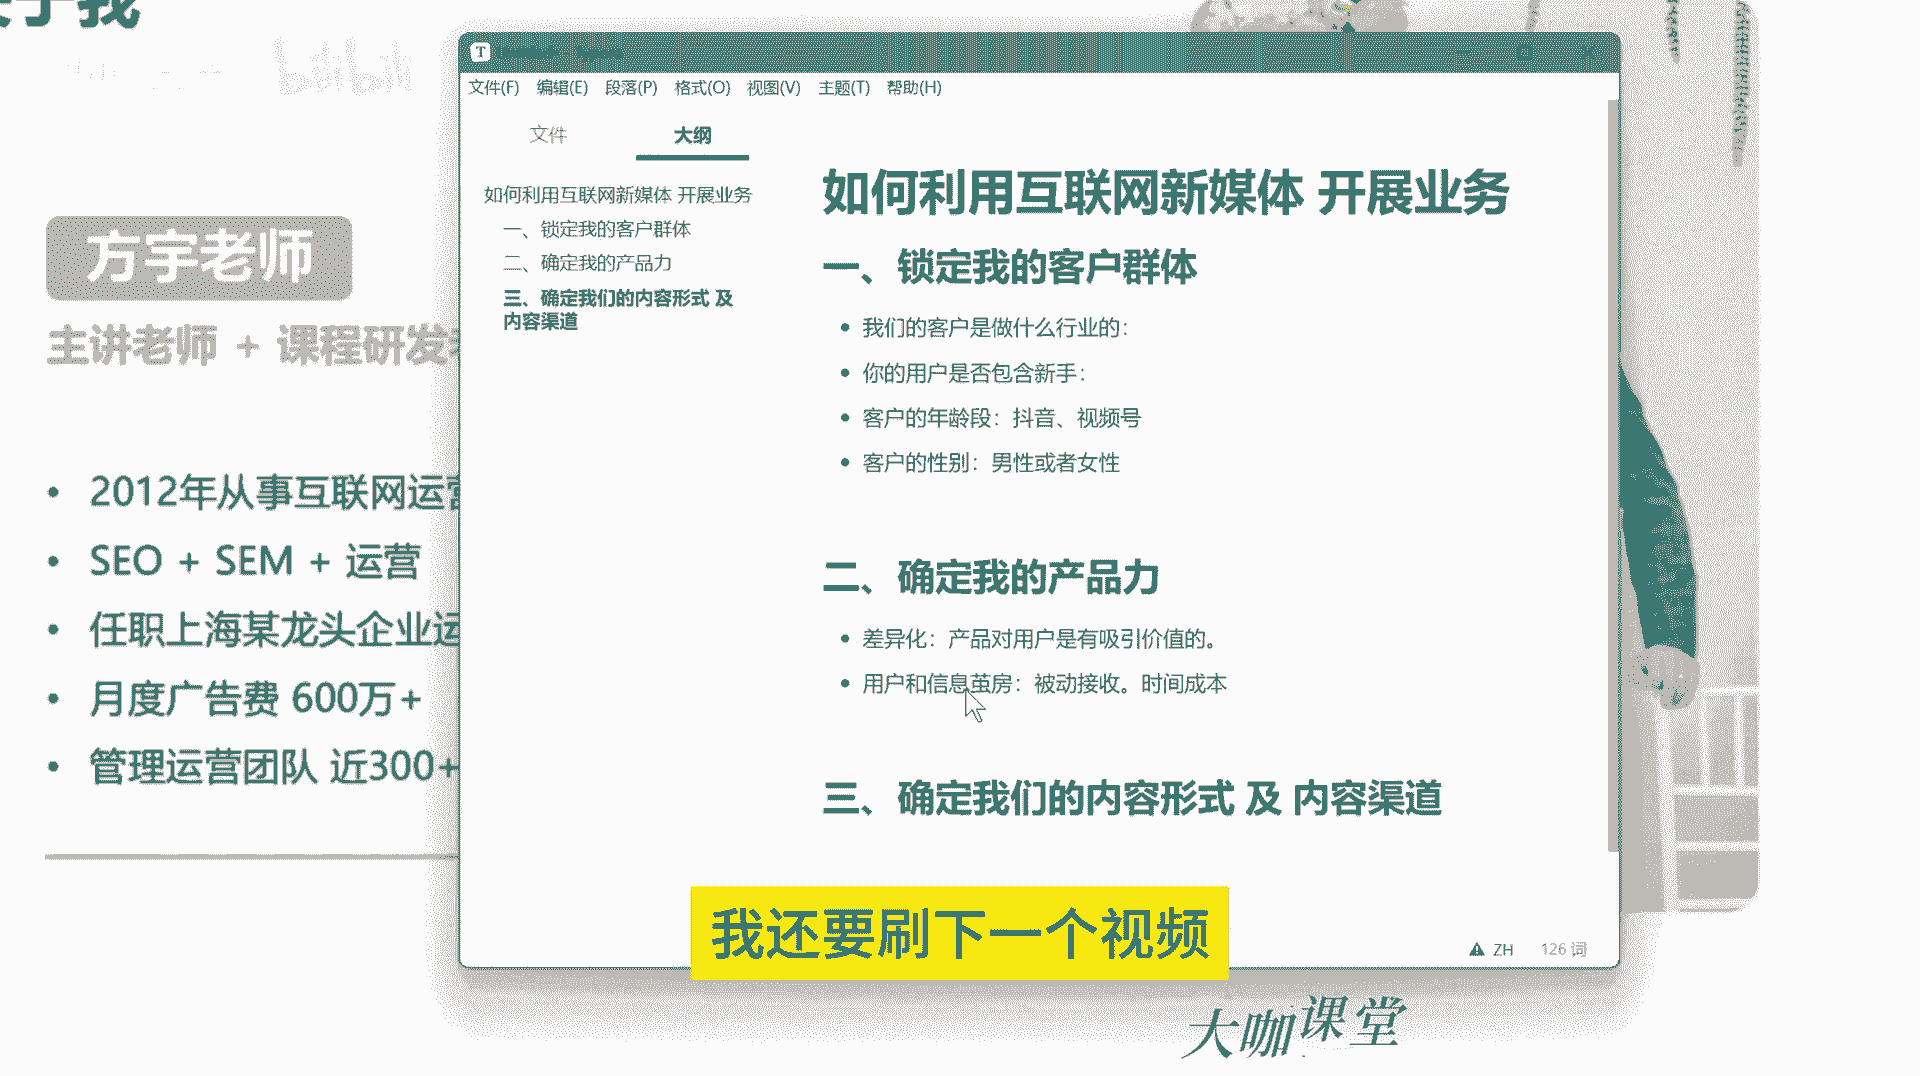 bilibili
方宇老师
主讲老师 + 课程研发
2012年从事互联网运营
SEO + SEM + 运营
任职上海某龙头企业运
月度广告费 600万+
管理运营团队 近300+
T
文件(F) 编辑(E) 段落(P) 格式(O) 视图(V) 主题(T) 帮助(H)
文件 大纲
如何利用互联网新媒体 开展业务
一、锁定我的客户群体
二、确定我的产品力
三、确定我们的内容形式 及
内容渠道
如何利用互联网新媒体 开展业务
一、锁定我的客户群体
我们的客户是做什么行业的：
你的用户是否包含新手：
客户的年龄段：抖音、视频号
客户的性别：男性或者女性
二、确定我的产品力
差异化：产品对用户是有吸引价值的。
用户和信息茧房：被动接收。时间成本
三、确定我们的内容形式 及 内容渠道
ZH 126 词
我还要刷下一个视频
大咖课堂